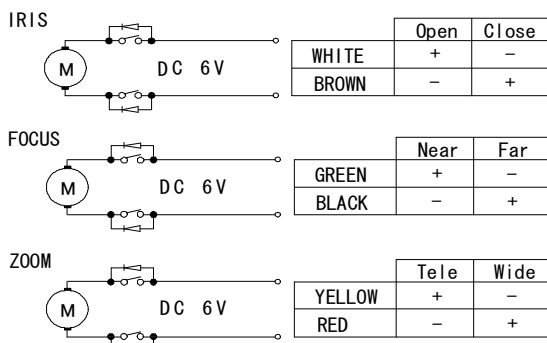 IRIS
Open Close
M DC 6V WHITE + −
BROWN − +
FOCUS
Near Far
M DC 6V GREEN + −
BLACK − +
ZOOM
Tele Wide
M DC 6V YELLOW + −
RED − +